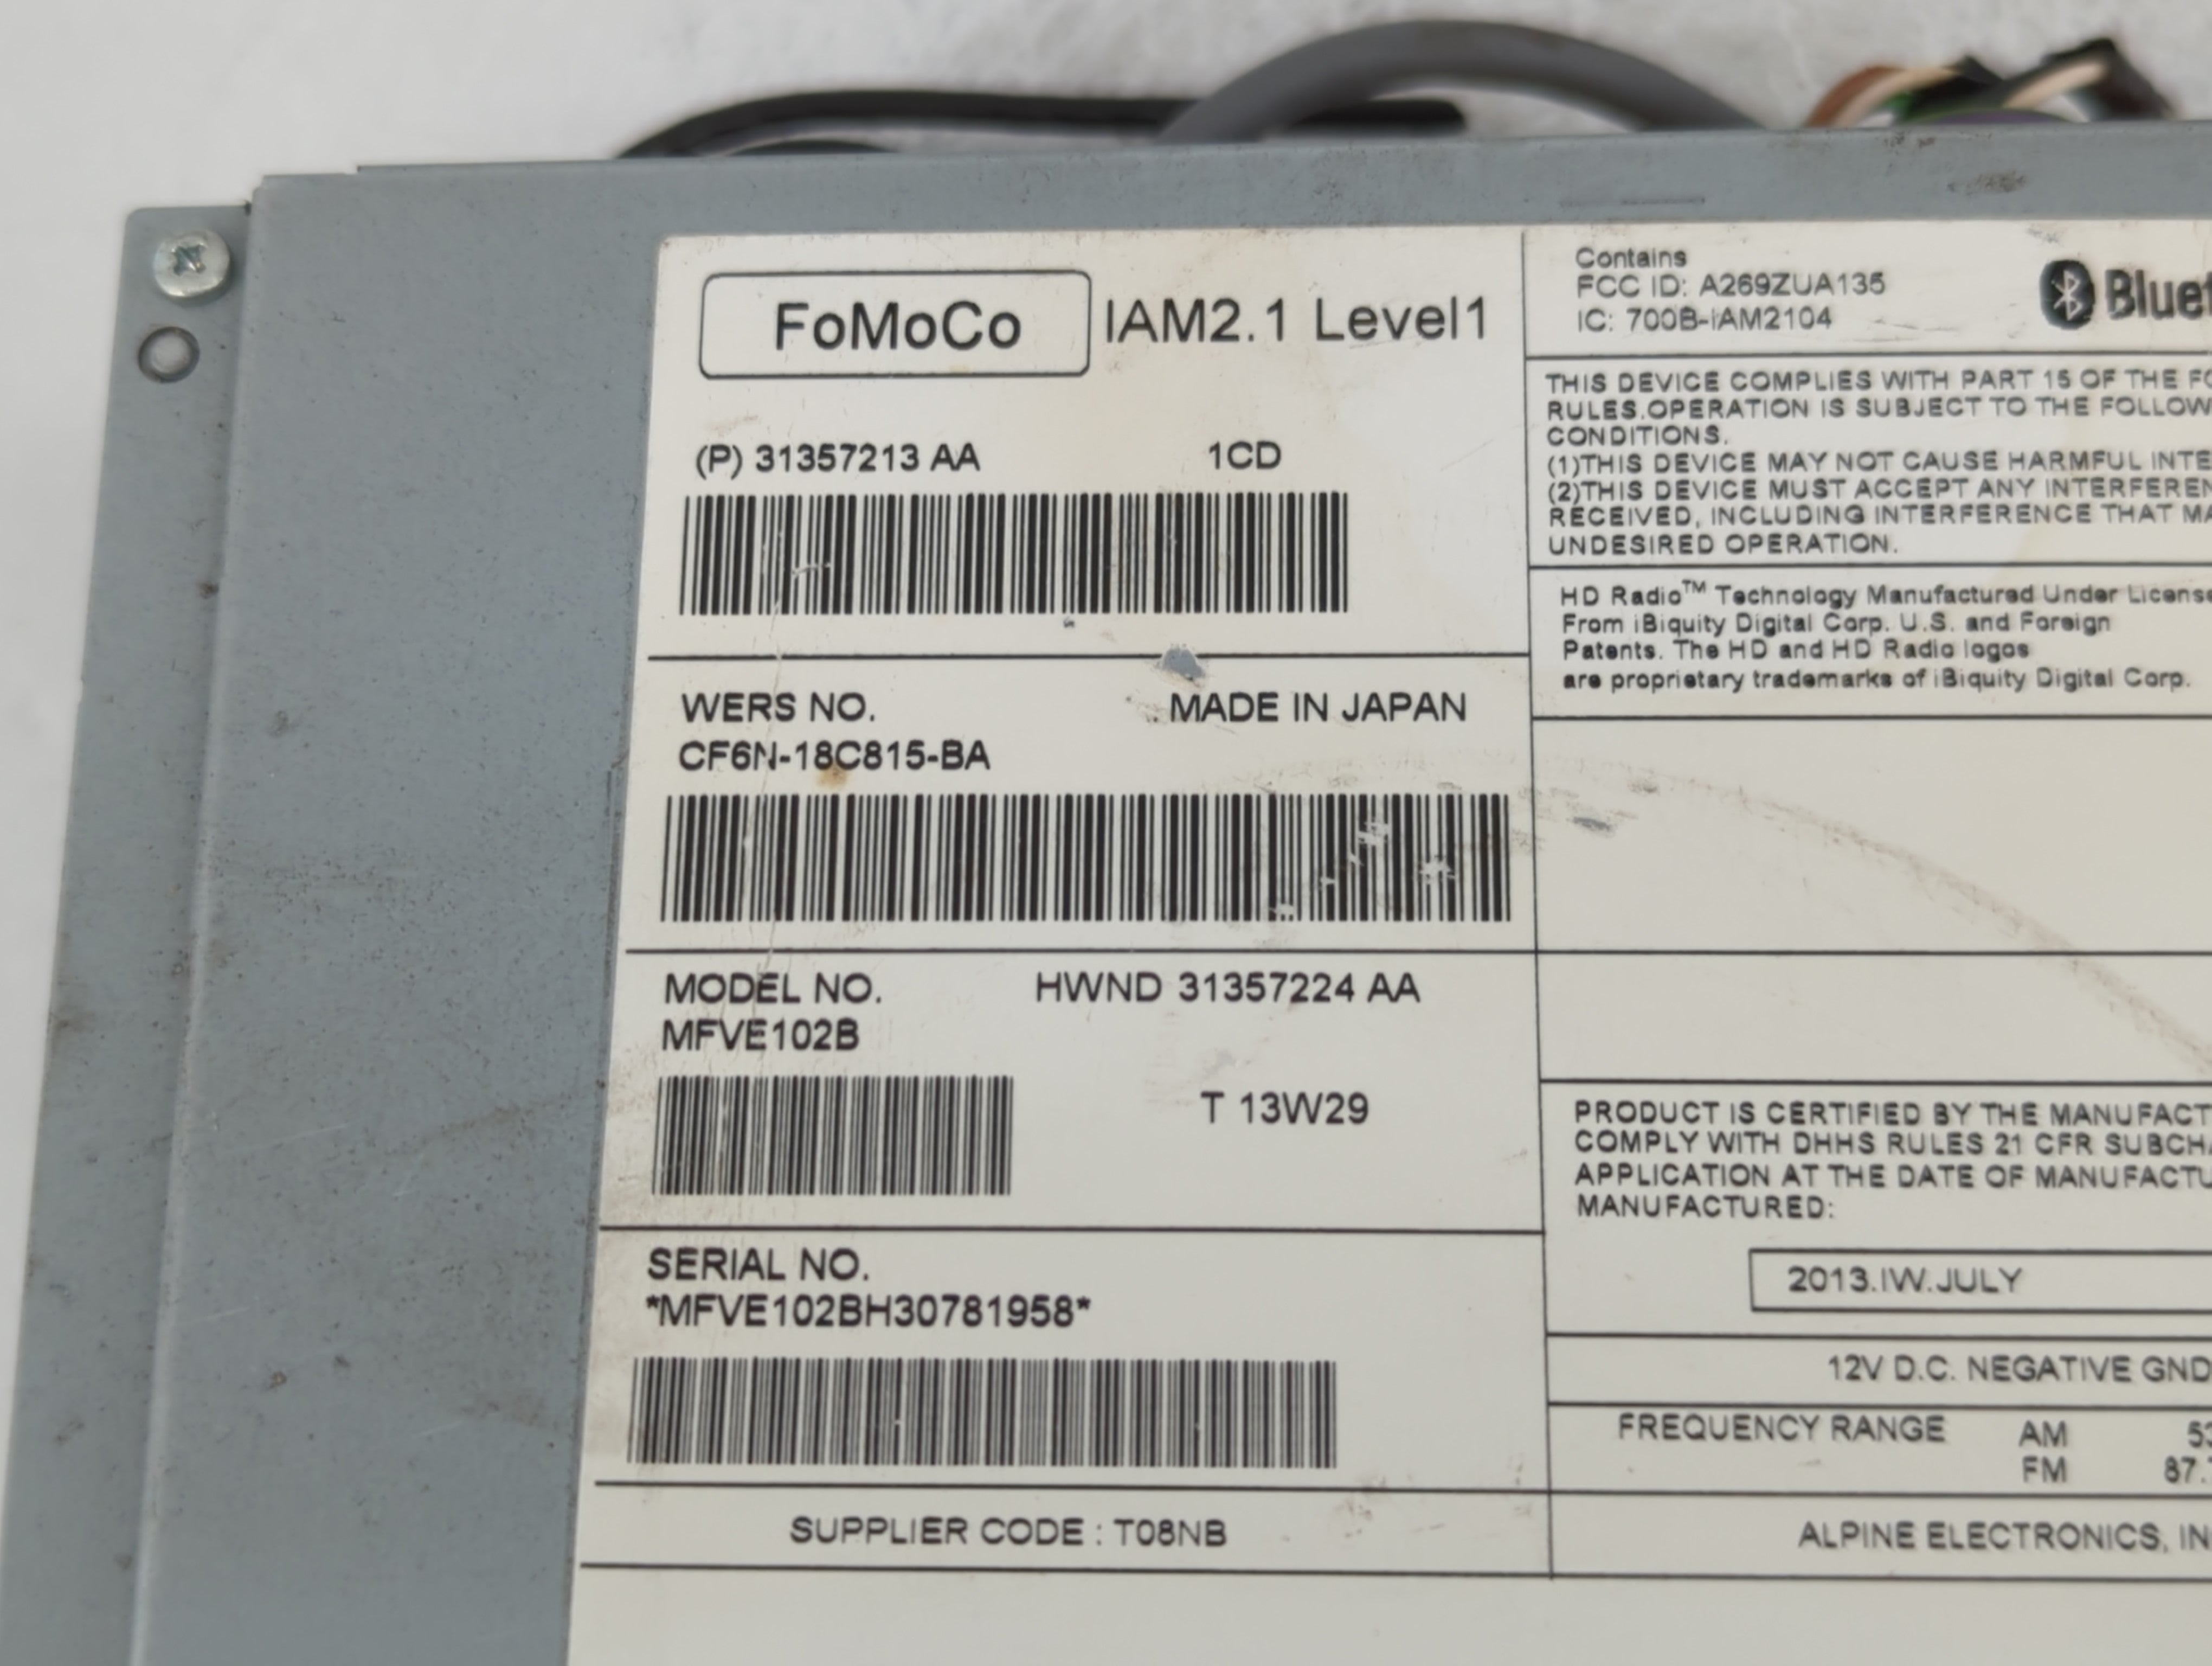 FoMoCo IAM2.1 Level1
(P) 31357213 AA 1CD
WERS NO. MADE IN JAPAN
CF6N-18C815-BA
MODEL NO. HWND 31357224 AA
MFVE102B
T 13W29
SERIAL NO.
*MFVE102BH30781958*
SUPPLIER CODE : T08NB
Contains
FCC ID: A269ZUA135
IC: 700B-IAM2104
THIS DEVICE COMPLIES WITH PART 15 OF THE
RULES.OPERATION IS SUBJECT TO THE
CONDITIONS.
(1)THIS DEVICE MAY NOT CAUSE HARMFUL
(2)THIS DEVICE MUST ACCEPT ANY
RECEIVED, INCLUDING INTERFERENCE THAT
UNDESIRED OPERATION.
HD Radio™ Technology Manufactured Under License
From iBiquity Digital Corp. U.S. and Foreign
Patents. The HD and HD Radio logos
are proprietary trademarks of iBiquity Digital Corp.
PRODUCT IS CERTIFIED BY THE
COMPLY WITH DHHS RULES 21 CFR
APPLICATION AT THE DATE OF
MANUFACTURED:
2013.IW.JULY
12V D.C. NEGATIVE GND
FREQUENCY RANGE AM
FM
ALPINE ELECTRONICS,